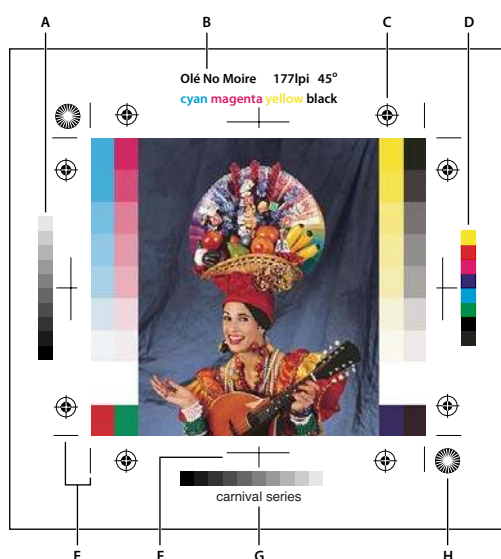 A B C D
Olé No Moire 177lpi 45°
cyan magenta yellow black
carnival series
E F G H